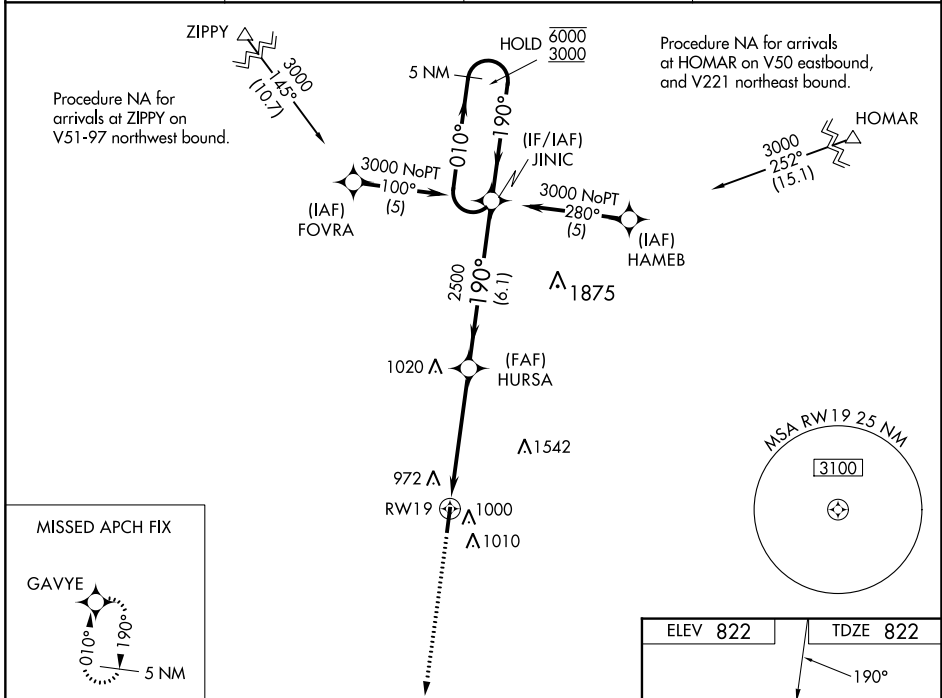 ZIPPY
3000
145°
(10.7)
Procedure NA for
arrivals at ZIPPY on
V51-97 northwest bound.
HOLD 6000
3000
5 NM
010°
190°
Procedure NA for arrivals
at HOMAR on V50 eastbound,
and V221 northeast bound.
HOMAR
3000
252°
(15.1)
(IF/IAF)
JINIC
3000 NoPT
100°
(5)
(IAF)
FOVRA
3000 NoPT
280°
(5)
(IAF)
HAMEB
2500
190°
(6.1)
1875
1020
(FAF)
HURSA
1542
972
RW19
1000
1010
MSA RW19 25 NM
3100
MISSED APCH FIX
GAVYE
010°
190°
5 NM
ELEV 822
TDZE 822
190°